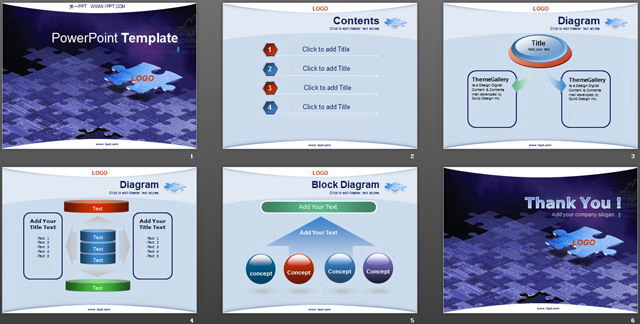 第一PPT WWW.1PPT.COM
PowerPoint Template
LOGO
www.1ppt.com
1
LOGO
Contents
Click to edit Master text styles
1 Click to add Title
2 Click to add Title
3 Click to add Title
4 Click to add Title
www.1ppt.com
2
LOGO
Diagram
Click to edit Master text styles
Title
Click to add text
ThemeGallery
is a Design Digital
Content & Contents
mall developed by
Guild Design Inc.
ThemeGallery
is a Design Digital
Content & Contents
mall developed by
Guild Design Inc.
www.1ppt.com
3
LOGO
Diagram
Click to edit Master text styles
Text
Add Your
Title Text
-Text 1
-Text 2
-Text 3
-Text 4
-Text 5
Text
Text
Text
Add Your
Title Text
-Text 1
-Text 2
-Text 3
-Text 4
-Text 5
Text
www.1ppt.com
4
LOGO
Block Diagram
Click to edit Master text styles
Add Your Text
Add Your Text
concept
Concept
Concept
Concept
www.1ppt.com
5
Thank You !
Add your company slogan
LOGO
www.1ppt.com
6